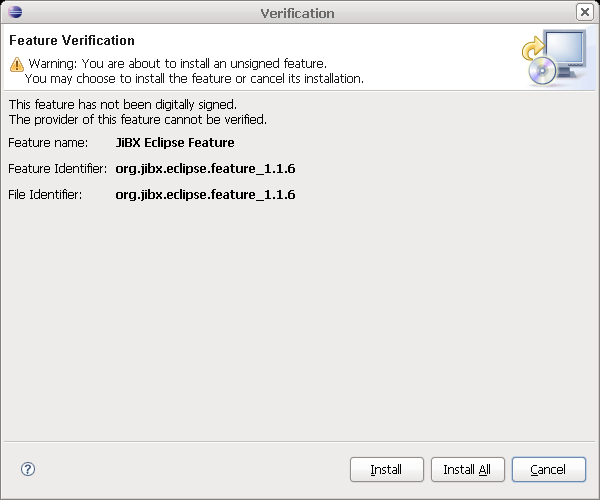 Verification
Feature Verification
Warning: You are about to install an unsigned feature.
You may choose to install the feature or cancel its installation.
This feature has not been digitally signed.
The provider of this feature cannot be verified.
Feature name: JiBX Eclipse Feature
Feature Identifier: org.jibx.eclipse.feature_1.1.6
File Identifier: org.jibx.eclipse.feature_1.1.6
? Install Install All Cancel